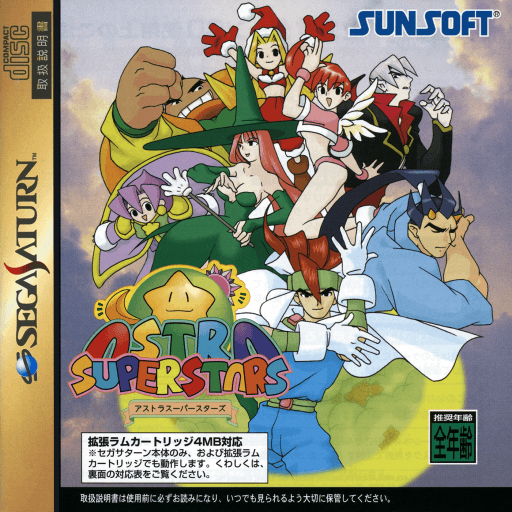 COMPACT
disc
取扱説明書
SUNSOFT®
SEGA SATURN™
ASTRA
SUPERSTARS
アストラスーパースターズ
拡張ラムカートリッジ4MB対応
※セガサターン本体のみ、および拡張ラム
カートリッジでも動作します。くわしくは、
裏面の対応表をご覧ください。
推奨年齢
全年齢
取扱説明書は使用前に必ずお読みになり、いつでも見られるよう大切に保管してください。